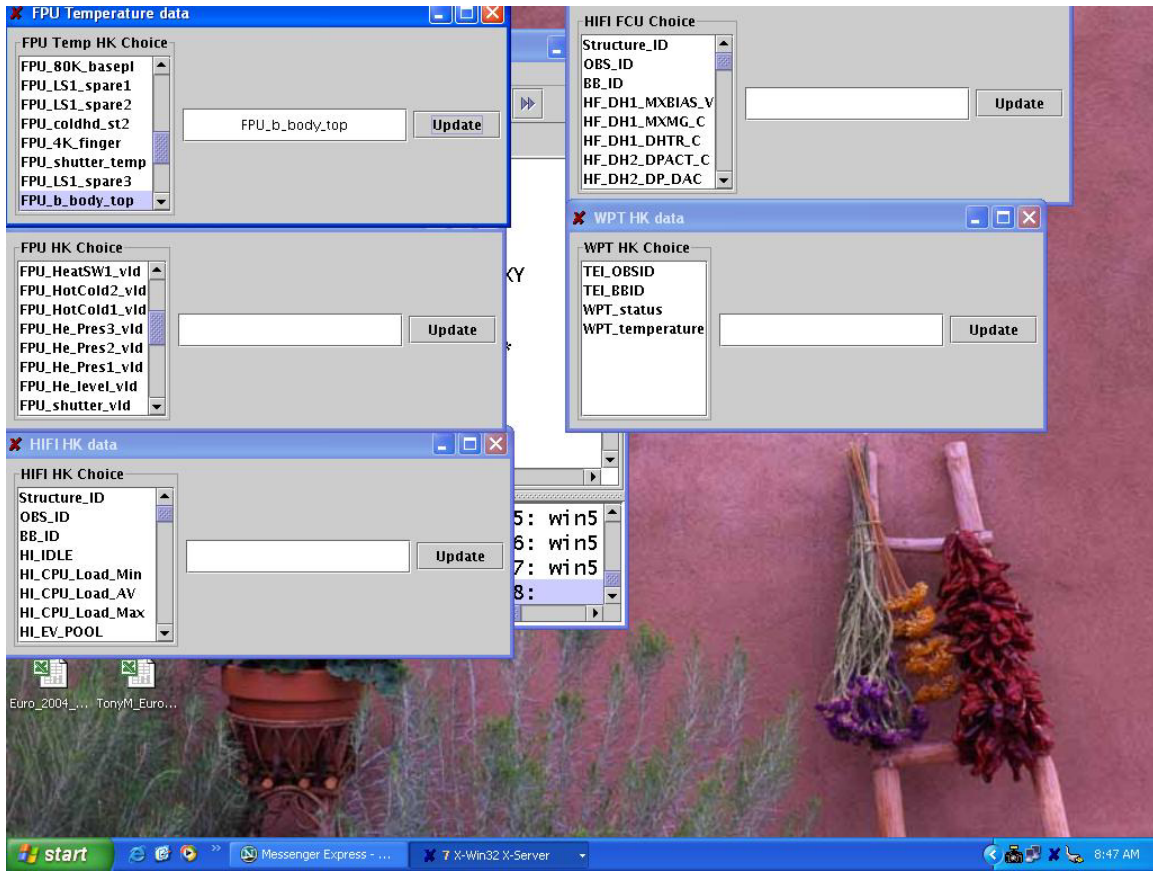 FPU Temperature data
FPU Temp HK Choice
FPU_80K_basepl
FPU_LS1_spare1
FPU_LS1_spare2
FPU_coldhd_st2
FPU_4K_finger
FPU_shutter_temp
FPU_LS1_spare3
FPU_b_body_top
FPU_b_body_top
Update
HIFI FCU Choice
Structure_ID
OBS_ID
BB_ID
HF_DH1_MXBIAS_V
HF_DH1_MXMG_C
HF_DH1_DHTR_C
HF_DH2_DPACT_C
HF_DH2_DP_DAC
Update
FPU HK Choice
FPU_HeatSW1_vld
FPU_HotCold2_vld
FPU_HotCold1_vld
FPU_He_Pres3_vld
FPU_He_Pres2_vld
FPU_He_Pres1_vld
FPU_He_level_vld
FPU_shutter_vld
Update
XY
*
WPT HK data
WPT HK Choice
TEI_OBSID
TEI_BBID
WPT_status
WPT_temperature
Update
HIFI HK data
HIFI HK Choice
Structure_ID
OBS_ID
BB_ID
HI_IDLE
HI_CPU_Load_Min
HI_CPU_Load_AV
HI_CPU_Load_Max
HI_EV_POOL
Update
5: win5
6: win5
7: win5
8:
Euro_2004_... TonyM_Euro...
start
Messenger Express - ...
7 X-Win32 X-Server
8:47 AM